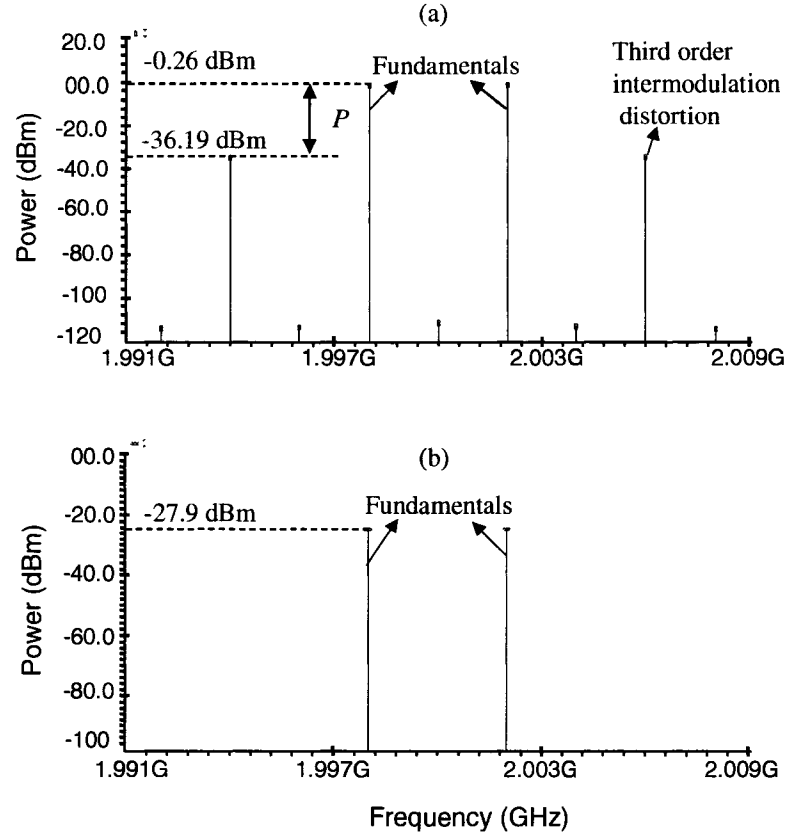 (a)
20.0
-0.26 dBm
Fundamentals
Third order
intermodulation
distortion
00.0
P
-20.0
-36.19 dBm
-40.0
-60.0
-80.0
-100
-120
Power (dBm)
1.991G
1.997G
2.003G
2.009G
(b)
00.0
-27.9 dBm
Fundamentals
-20.0
-40.0
-60.0
-80.0
-100
Power (dBm)
1.991G
1.997G
2.003G
2.009G
Frequency (GHz)